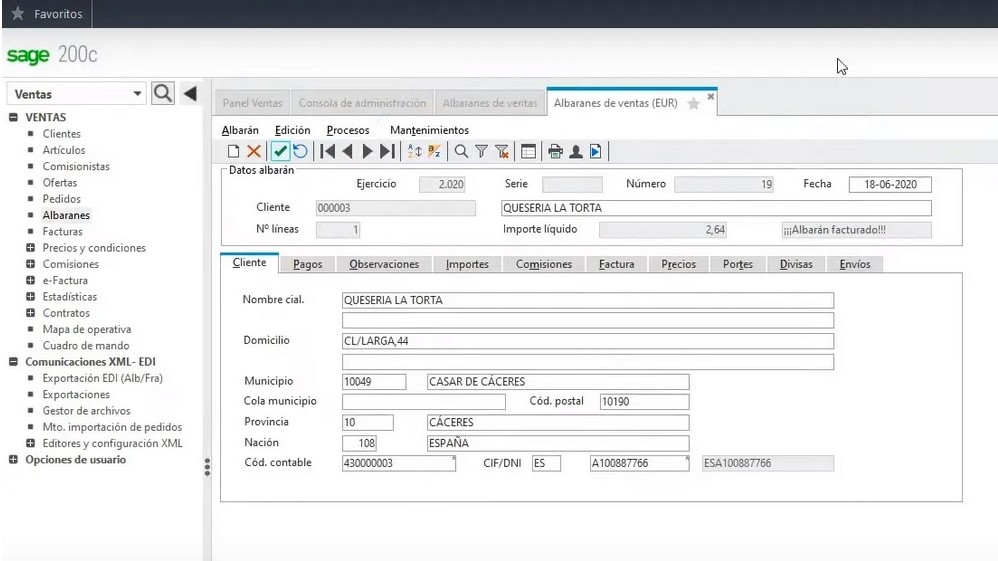 Favoritos
sage 200c
Ventas
VENTAS
Clientes
Artículos
Comisionistas
Ofertas
Pedidos
Albaranes
Facturas
Precios y condiciones
Comisiones
e-Factura
Estadísticas
Contratos
Mapa de operativa
Cuadro de mando
Comunicaciones XML- EDI
Exportación EDI (Alb/Fra)
Exportaciones
Gestor de archivos
Mto. importación de pedidos
Editores y configuración XML
Opciones de usuario
Panel Ventas Consola de adminstración Albaranes de ventas Albaranes de ventas (EUR)
Albarán Edición Procesos Mantenimientos
Datos albarán
Ejercicio 2.020 Serie Número 19 Fecha 18-06-2020
Cliente 000003 QUESERIA LA TORTA
Nº líneas 1 Importe líquido 2,64 ¡¡¡Albarán facturado!!!
Cliente Pagos Observaciones Importes Comisiones Factura Precios Portes Divisas Envíos
Nombre cial. QUESERIA LA TORTA
Domicilio CL/LARGA,44
Municipio 10049 CASAR DE CÁCERES
Cola municipio Cód. postal 10190
Provincia 10 CÁCERES
Nación 108 ESPAÑA
Cód. contable 430000003 CIF/DNI ES A100887766 ESA100887766